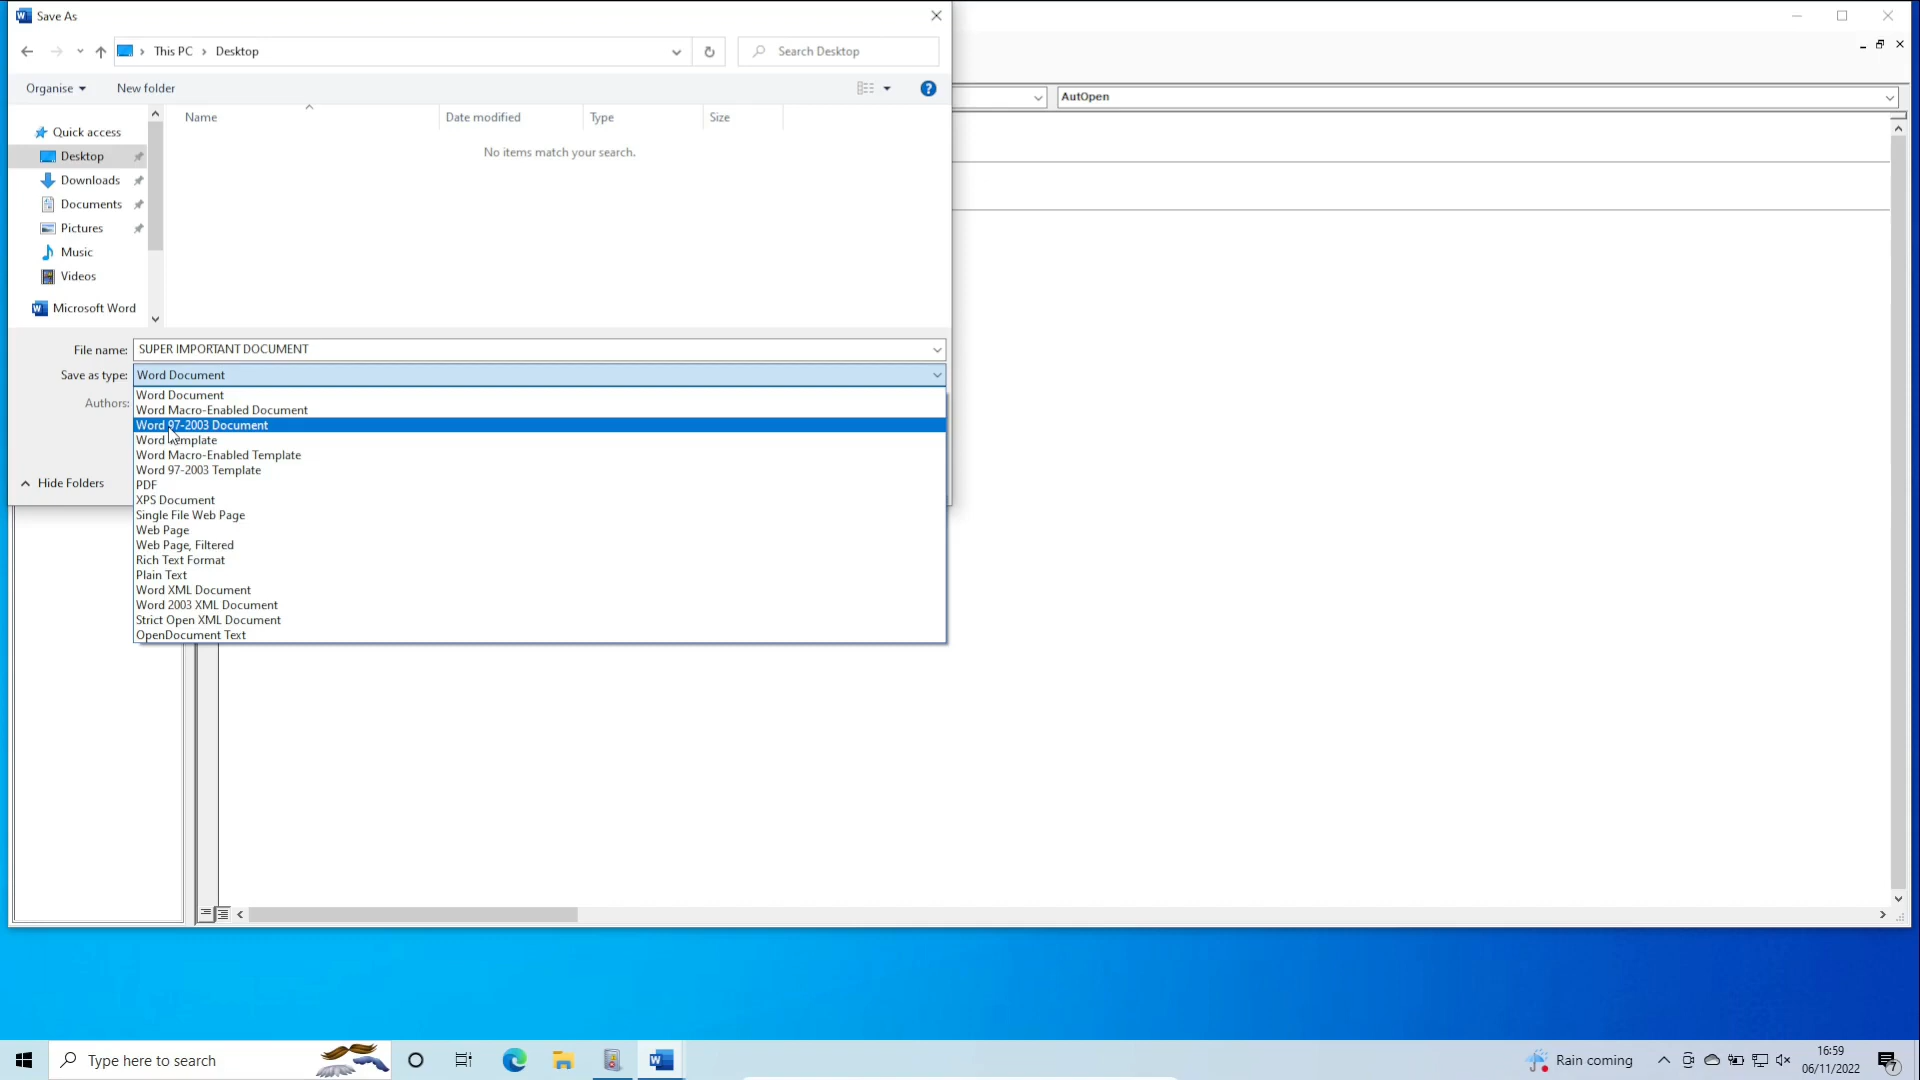 Save As
This PC > Desktop
Search Desktop
Organise
New folder
AutOpen
Name
Date modified
Type
Size
Quick access
No items match your search.
Desktop
Downloads
Documents
Pictures
Music
Videos
Microsoft Word
File name: SUPER IMPORTANT DOCUMENT
Save as type: Word Document
Authors:
Word Document
Word Macro-Enabled Document
Word 97-2003 Document
Word Template
Word Macro-Enabled Template
Word 97-2003 Template
Hide Folders
PDF
XPS Document
Single File Web Page
Web Page
Web Page, Filtered
Rich Text Format
Plain Text
Word XML Document
Word 2003 XML Document
Strict Open XML Document
OpenDocument Text
Type here to search
Rain coming
16:59
06/11/2022
7